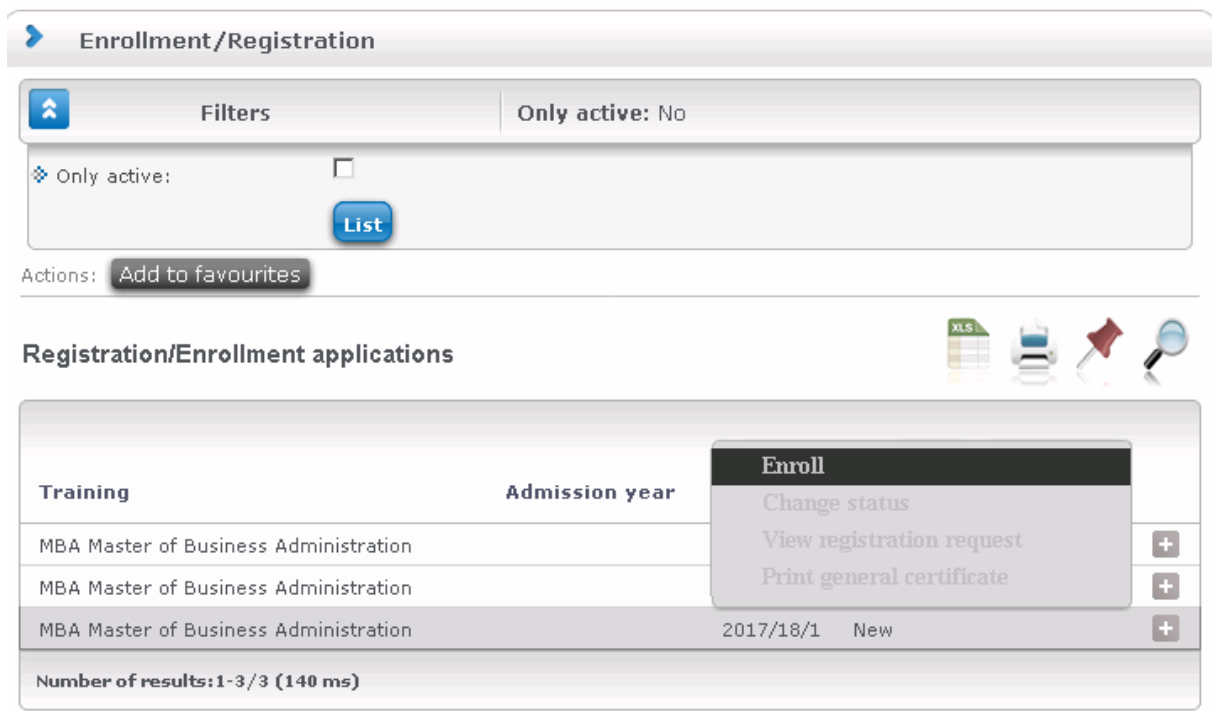 Enrollment/Registration
Filters Only active: No
Only active:
List
Actions: Add to favourites
Registration/Enrollment applications
XLS
Training Admission year
Enroll
Change status
View registration request
Print general certificate
MBA Master of Business Administration
MBA Master of Business Administration
MBA Master of Business Administration 2017/18/1 New
Number of results:1-3/3 (140 ms)